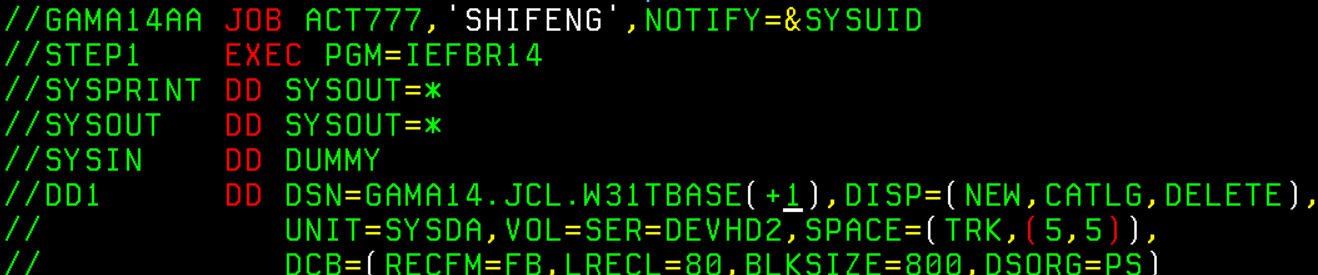 //GAMA14AA JOB ACT777,'SHIFENG',NOTIFY=&SYSUID
//STEP1    EXEC PGM=IEFBR14
//SYSPRINT DD SYSOUT=*
//SYSOUT   DD SYSOUT=*
//SYSIN    DD DUMMY
//DD1      DD DSN=GAMA14.JCL.W31TBASE(+1),DISP=(NEW,CATLG,DELETE),
//            UNIT=SYSDA,VOL=SER=DEVHD2,SPACE=(TRK,(5,5)),
//            DCB=(RECFM=FB,LRECL=80,BLKSIZE=800,DSORG=PS)